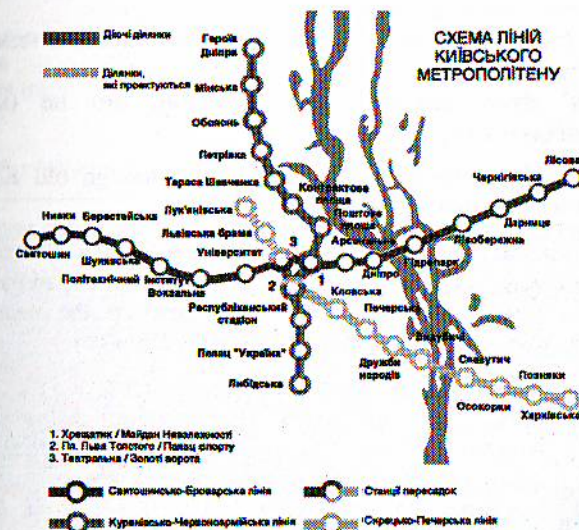 СХЕМА ЛІНІЙ
КИЇВСЬКОГО
МЕТРОПОЛІТЕНУ
Діючі ділянки
Ділянки,
які проектуються
Героїв
Дніпра
Мінська
Оболонь
Петрівка
Тараса Шевченка
Контрактова
площа
Поштова
площа
Лук'янівська
Львівська брама
Університет
Арсенальна
Дніпро
Гідропарк
Лівобережна
Дарниця
Чернігівська
Лісова
Нивки
Берестейська
Святошин
Шулявська
Політехнічний інститут
Вокзальна
3
2
1
Республіканський
стадіон
Палац "Україна"
Либідська
Кловська
Печерська
Дружби
народів
Видубичі
Славутич
Осокорки
Позняки
Харківська
1. Хрещатик / Майдан Незалежності
2. Пл. Льва Толстого / Палац спорту
3. Театральна / Золоті ворота
Святошинсько-Броварська лінія
Станції пересадок
Куренівсько-Червоноармійська лінія
Сирецько-Печерська лінія